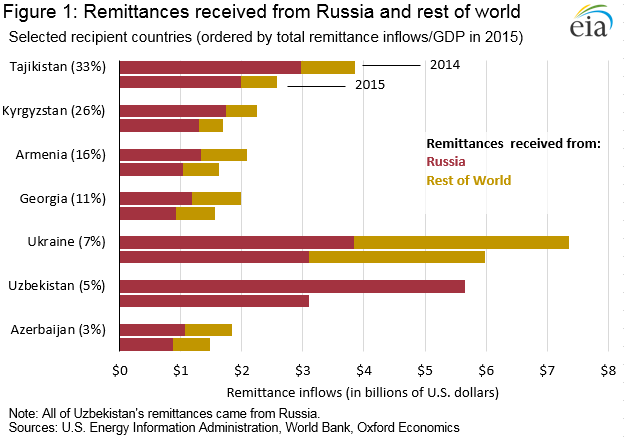 Figure 1: Remittances received from Russia and rest of world
eia
Selected recipient countries (ordered by total remittance inflows/GDP in 2015)
Tajikistan (33%)
2014
2015
Kyrgyzstan (26%)
Remittances received from:
Armenia (16%)
Russia
Rest of World
Georgia (11%)
Ukraine (7%)
Uzbekistan (5%)
Azerbaijan (3%)
$0 $1 $2 $3 $4 $5 $6 $7 $8
Remittance inflows (in billions of U.S. dollars)
Note: All of Uzbekistan's remittances came from Russia.
Sources: U.S. Energy Information Administration, World Bank, Oxford Economics